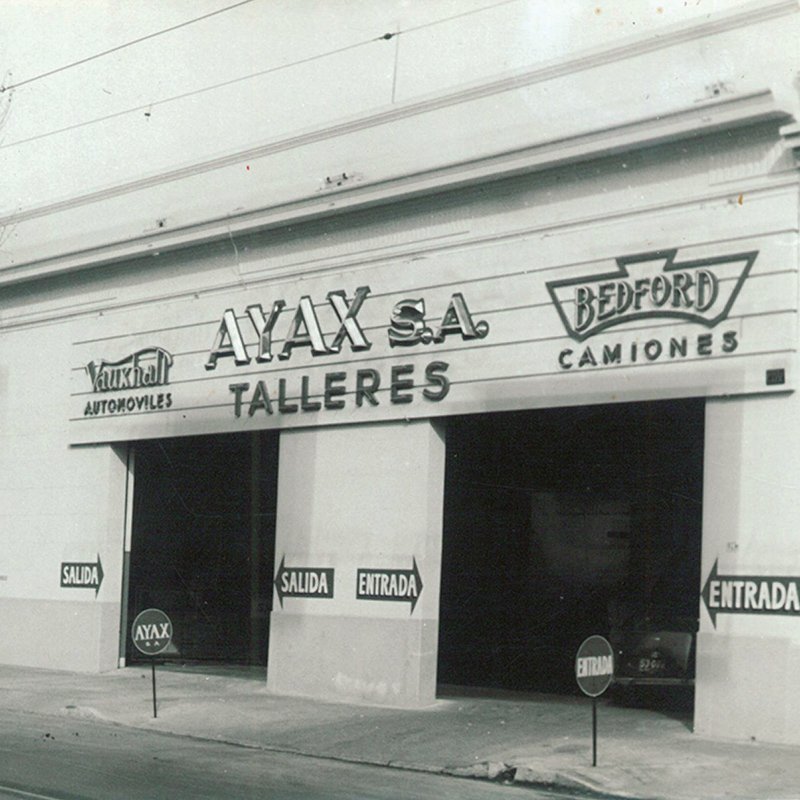 AYAX S.A.
TALLERES
Vauxhall
AUTOMOVILES
BEDFORD
CAMIONES
SALIDA
SALIDA
ENTRADA
ENTRADA
AYAX
S.A.
ENTRADA